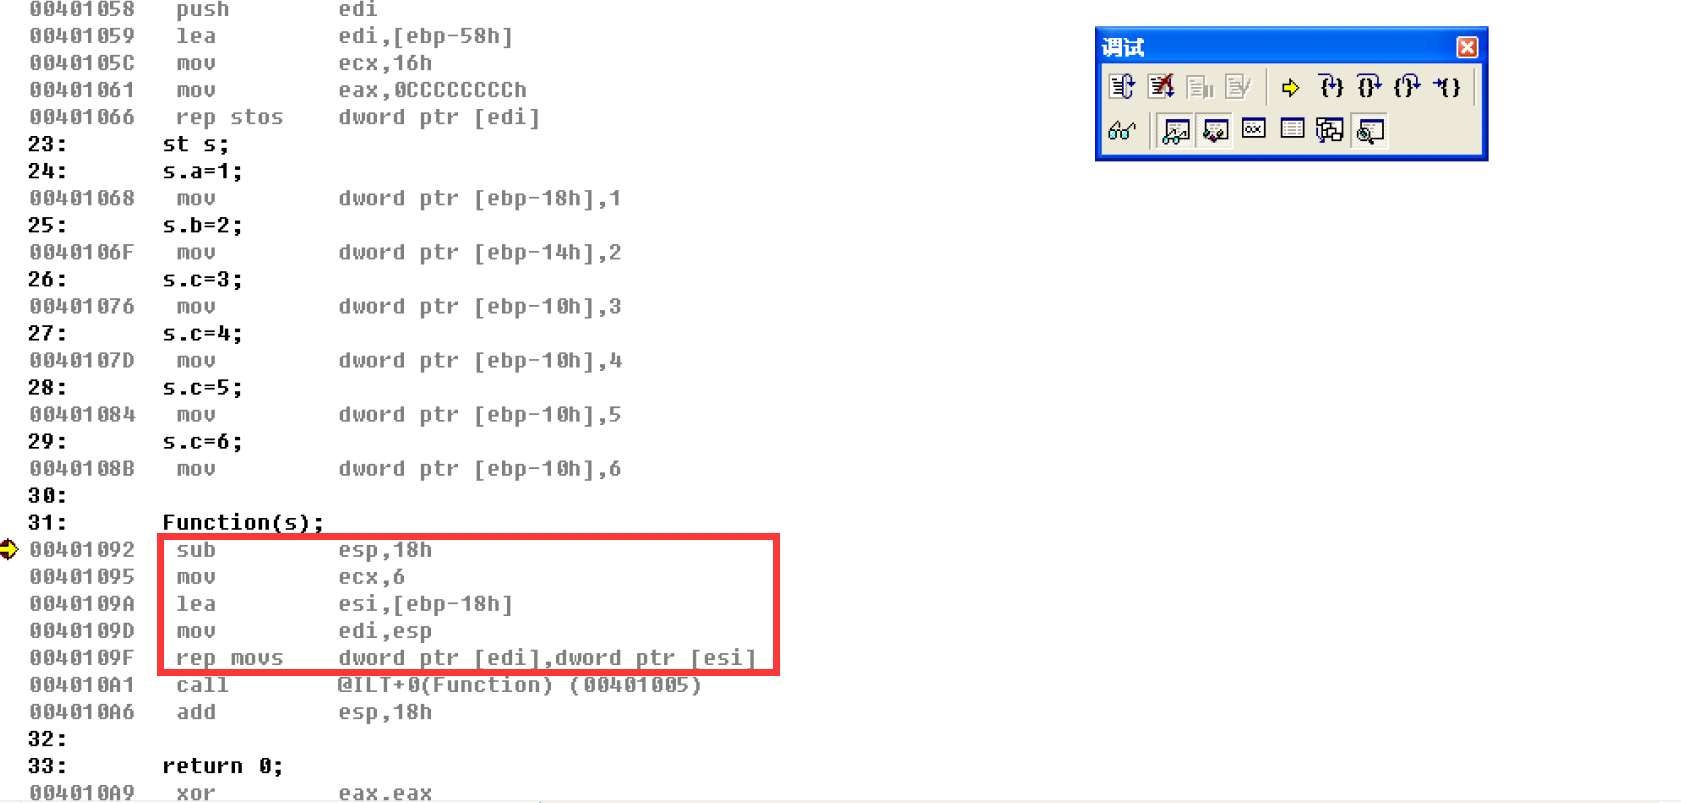 00401058 push edi
00401059 lea edi,[ebp-58h]
0040105C mov ecx,16h
00401061 mov eax,0CCCCCCCCh
00401066 rep stos dword ptr [edi]
23: st s;
24: s.a=1;
00401068 mov dword ptr [ebp-18h],1
25: s.b=2;
0040106F mov dword ptr [ebp-14h],2
26: s.c=3;
00401076 mov dword ptr [ebp-10h],3
27: s.c=4;
0040107D mov dword ptr [ebp-10h],4
28: s.c=5;
00401084 mov dword ptr [ebp-10h],5
29: s.c=6;
0040108B mov dword ptr [ebp-10h],6
30:
31: Function(s);
00401092 sub esp,18h
00401095 mov ecx,6
0040109A lea esi,[ebp-18h]
0040109D mov edi,esp
0040109F rep movs dword ptr [edi],dword ptr [esi]
004010A1 call @ILT+0(Function) (00401005)
004010A6 add esp,18h
32:
33: return 0;
004010A9 xor eax,eax
调试